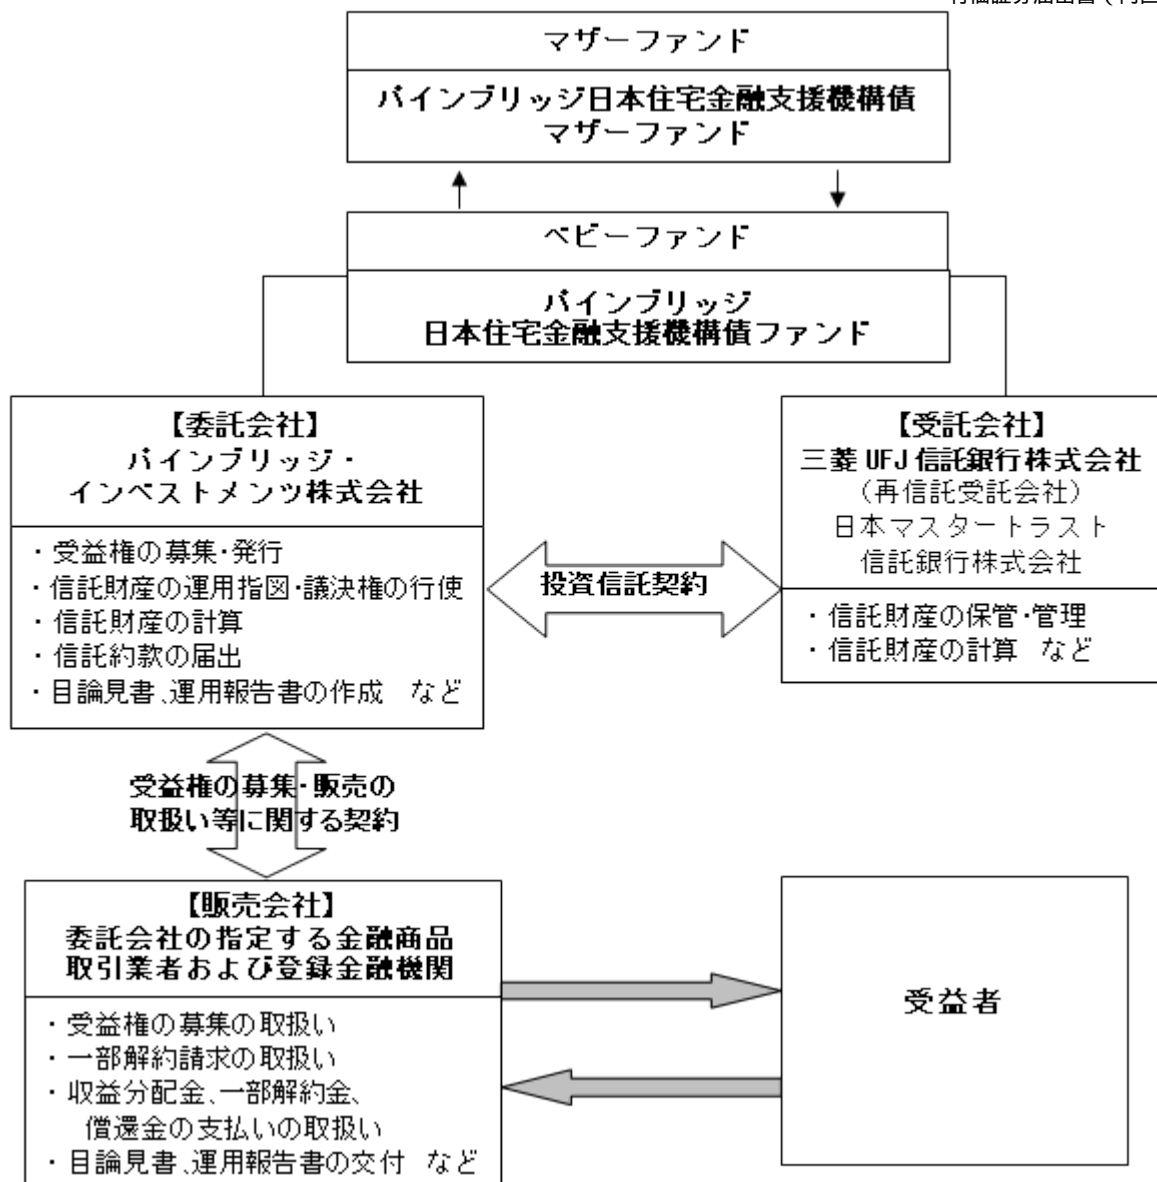 マザーファンド
パインブリッジ日本住宅金融支援機構債
マザーファンド
ベビーファンド
パインブリッジ
日本住宅金融支援機構債ファンド
【委託会社】
パインブリッジ・
インベストメンツ株式会社
・受益権の募集・発行
・信託財産の運用指図・議決権の行使
・信託財産の計算
・信託約款の届出
・目論見書、運用報告書の作成 など
投資信託契約
【受託会社】
三菱UFJ信託銀行株式会社
(再信託受託会社)
日本マスタートラスト
信託銀行株式会社
・信託財産の保管・管理
・信託財産の計算 など
受益権の募集・販売の
取扱い等に関する契約
【販売会社】
委託会社の指定する金融商品
取引業者および登録金融機関
・受益権の募集の取扱い
・一部解約請求の取扱い
・収益分配金、一部解約金、
償還金の支払いの取扱い
・目論見書、運用報告書の交付 など
受益者